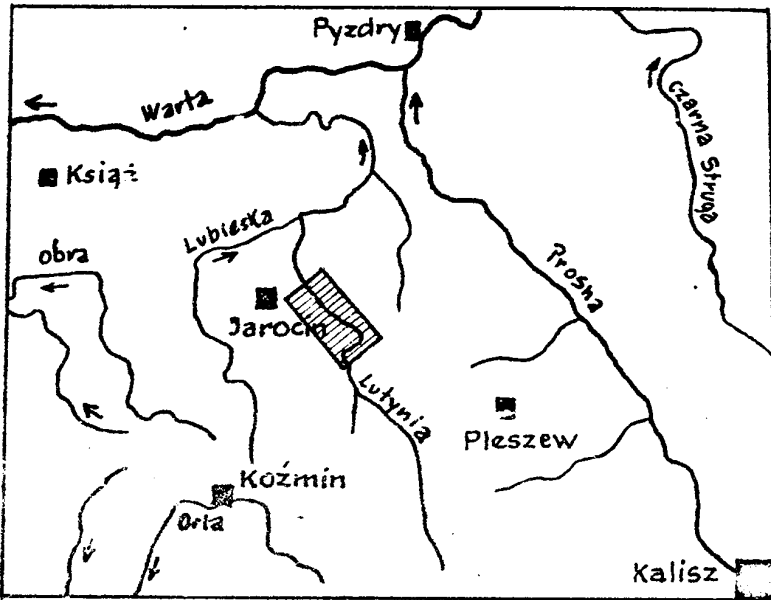 Pyzdry
Warta
Czarna Struga
Książ
Lubieska
Obra
Prosna
Jarocin
Lutynia
Pleszew
Koźmin
Orla
Kalisz